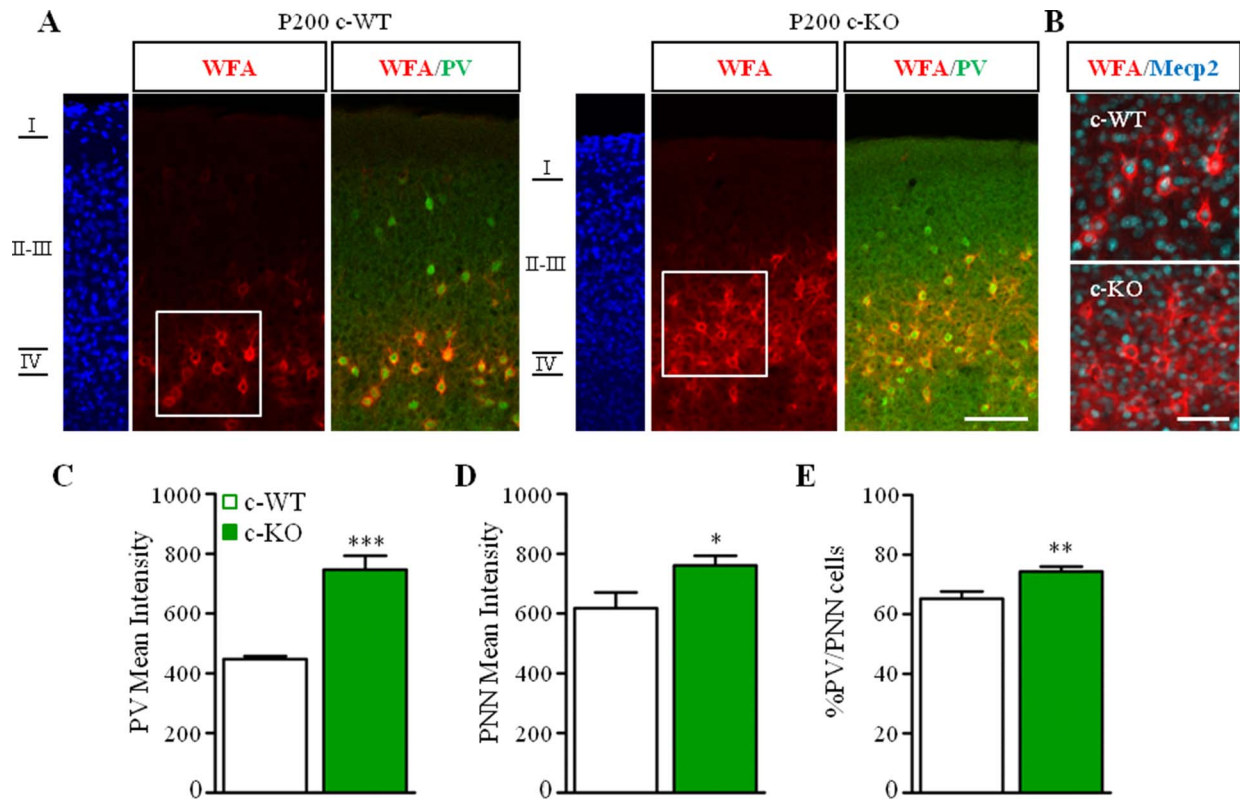 A
P200 c-WT
P200 c-KO
B
WFA
WFA/PV
WFA
WFA/PV
WFA/Mecp2
I
II-III
IV
I
II-III
IV
c-WT
c-KO
C
D
E
PV Mean Intensity
1000
800
600
400
200
0
c-WT
c-KO
***
PNN Mean Intensity
1000
800
600
400
200
0
*
%PV/PNN cells
100
80
60
40
20
0
**